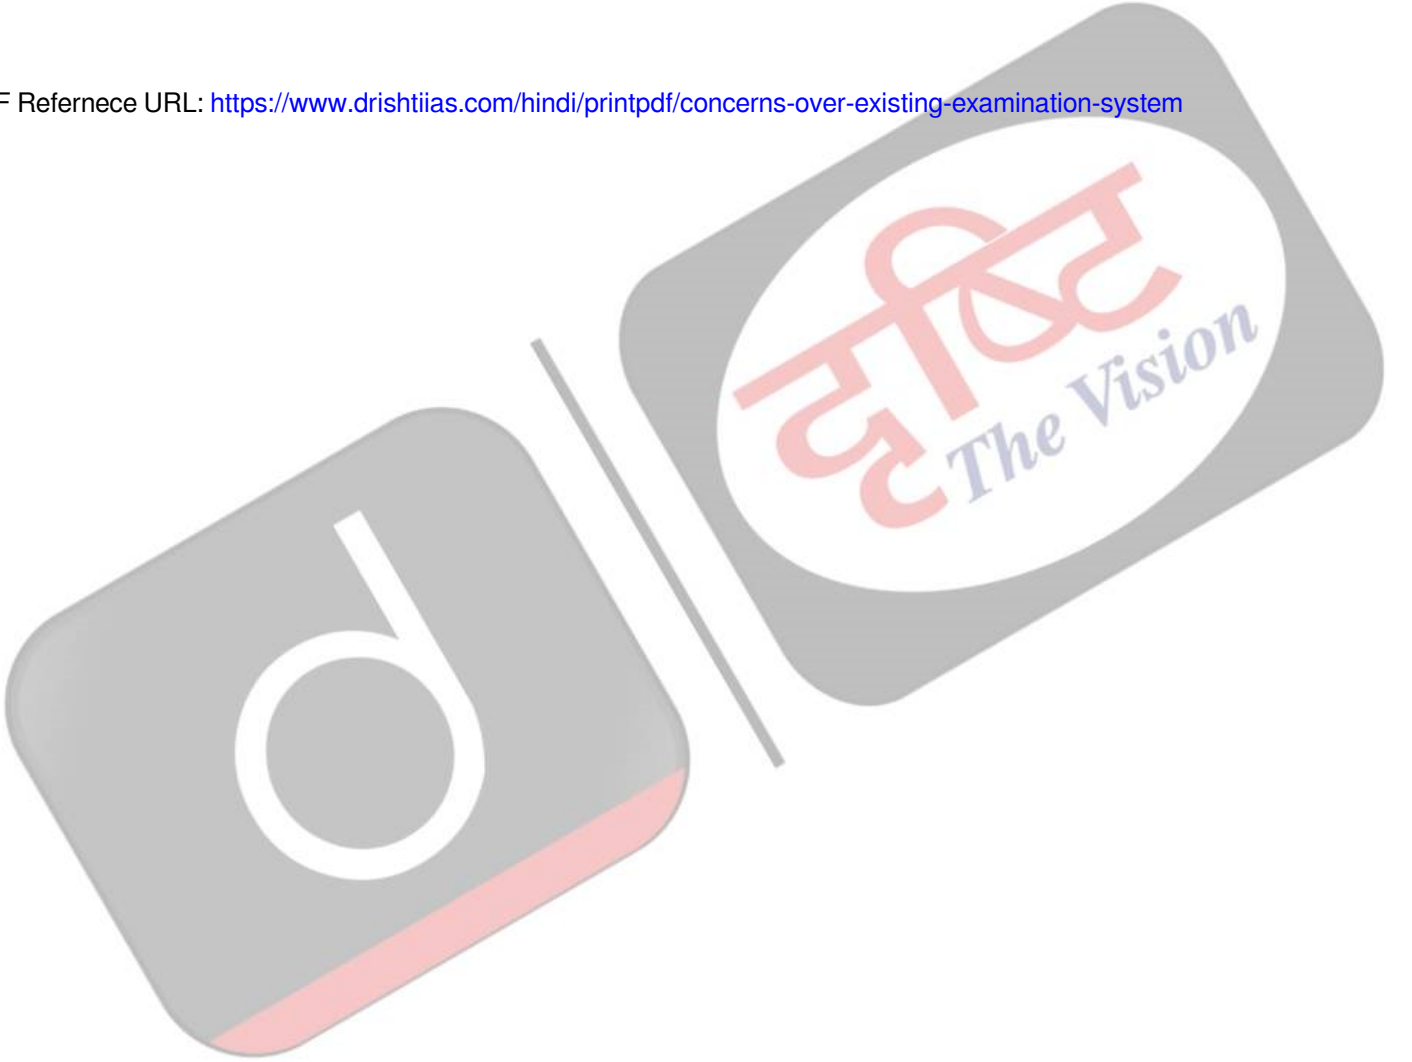 F Refernece URL: https://www.drishtiias.com/hindi/printpdf/concerns-over-existing-examination-system
दृष्टि
The Vision
d